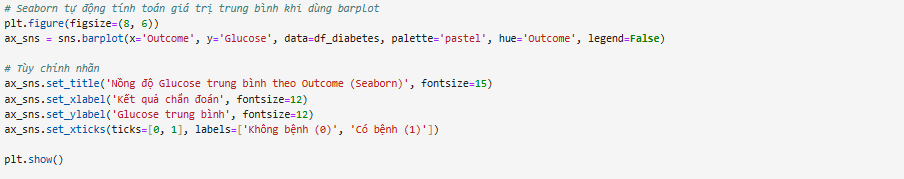 # Seaborn tự động tính toán giá trị trung bình khi dùng barplot
plt.figure(figsize=(8, 6))
ax_sns = sns.barplot(x='Outcome', y='Glucose', data=df_diabetes, palette='pastel', hue='Outcome', legend=False)
# Tùy chỉnh nhãn
ax_sns.set_title('Nồng độ Glucose trung bình theo Outcome (Seaborn)', fontsize=15)
ax_sns.set_xlabel('Kết quả chẩn đoán', fontsize=12)
ax_sns.set_ylabel('Glucose trung bình', fontsize=12)
ax_sns.set_xticks(ticks=[0, 1], labels=['Không bệnh (0)', 'Có bệnh (1)'])
plt.show()